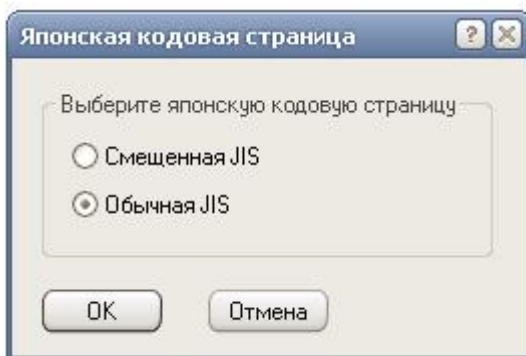 Японская кодовая страница
Выберите японскую кодовую страницу
Смещенная JIS
Обычная JIS
OK Отмена